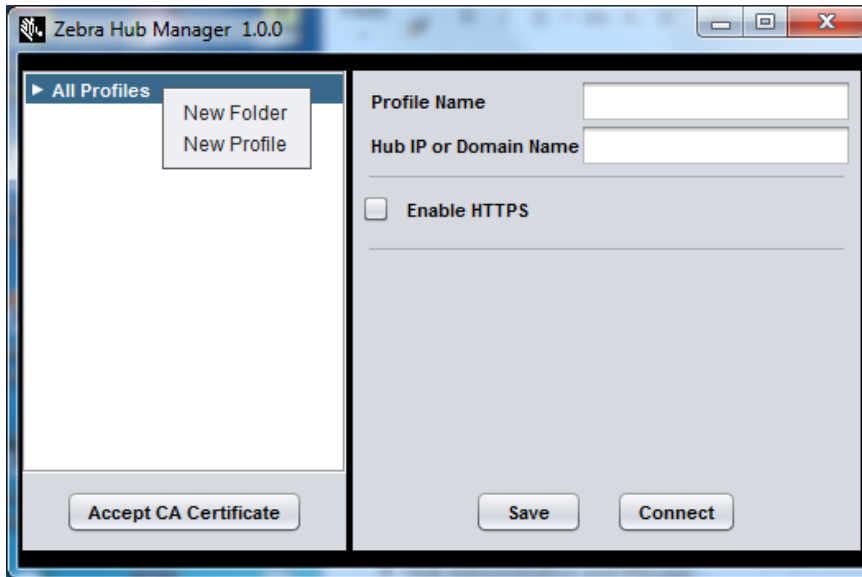 Zebra Hub Manager 1.0.0
All Profiles
New Folder
New Profile
Profile Name
Hub IP or Domain Name
Enable HTTPS
Accept CA Certificate
Save
Connect